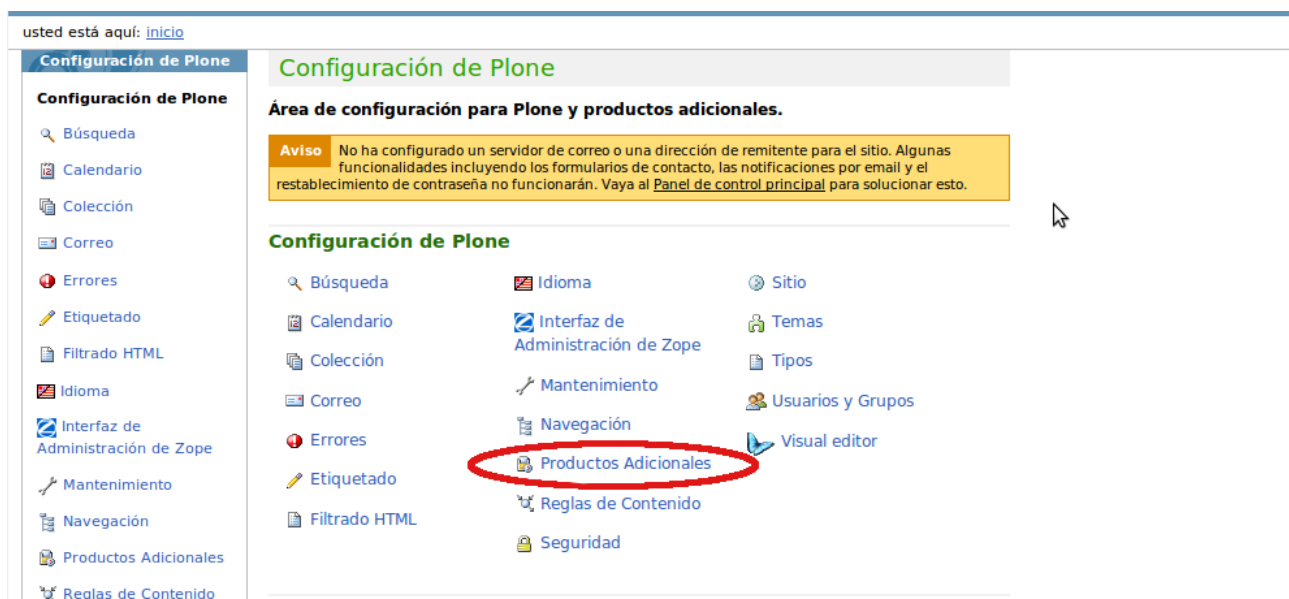 usted está aquí: inicio
Configuración de Plone
Configuración de Plone
Búsqueda
Calendario
Colección
Correo
Errores
Etiquetado
Filtrado HTML
Idioma
Interfaz de
Administración de Zope
Mantenimiento
Navegación
Productos Adicionales
Reglas de Contenido
Configuración de Plone
Área de configuración para Plone y productos adicionales.
Aviso No ha configurado un servidor de correo o una dirección de remitente para el sitio. Algunas
funcionalidades incluyendo los formularios de contacto, las notificaciones por email y el
restablecimiento de contraseña no funcionarán. Vaya al Panel de control principal para solucionar esto.
Configuración de Plone
Búsqueda
Calendario
Colección
Correo
Errores
Etiquetado
Filtrado HTML
Idioma
Interfaz de
Administración de Zope
Mantenimiento
Navegación
Productos Adicionales
Reglas de Contenido
Seguridad
Sitio
Temas
Tipos
Usuarios y Grupos
Visual editor